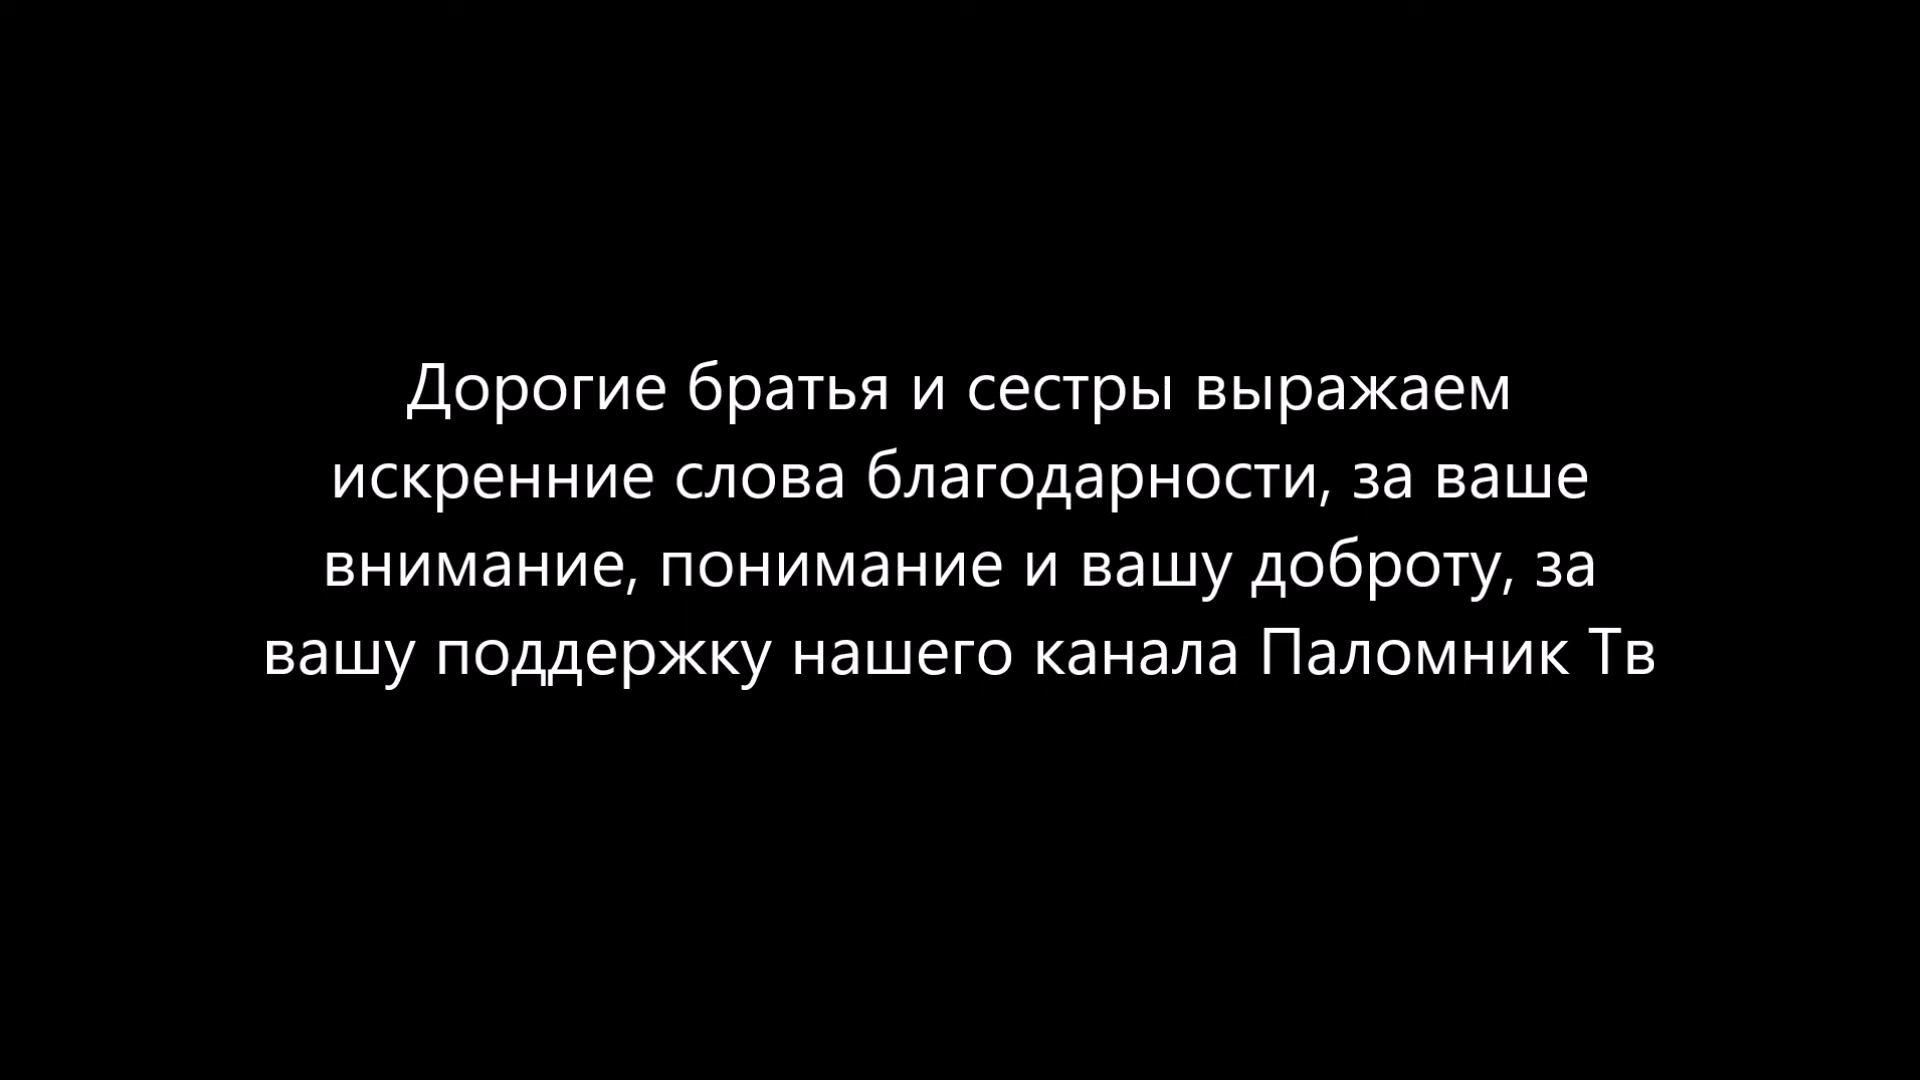 Дорогие братья и сестры выражаем
искренние слова благодарности, за ваше
внимание, понимание и вашу доброту, за
вашу поддержку нашего канала Паломник Тв